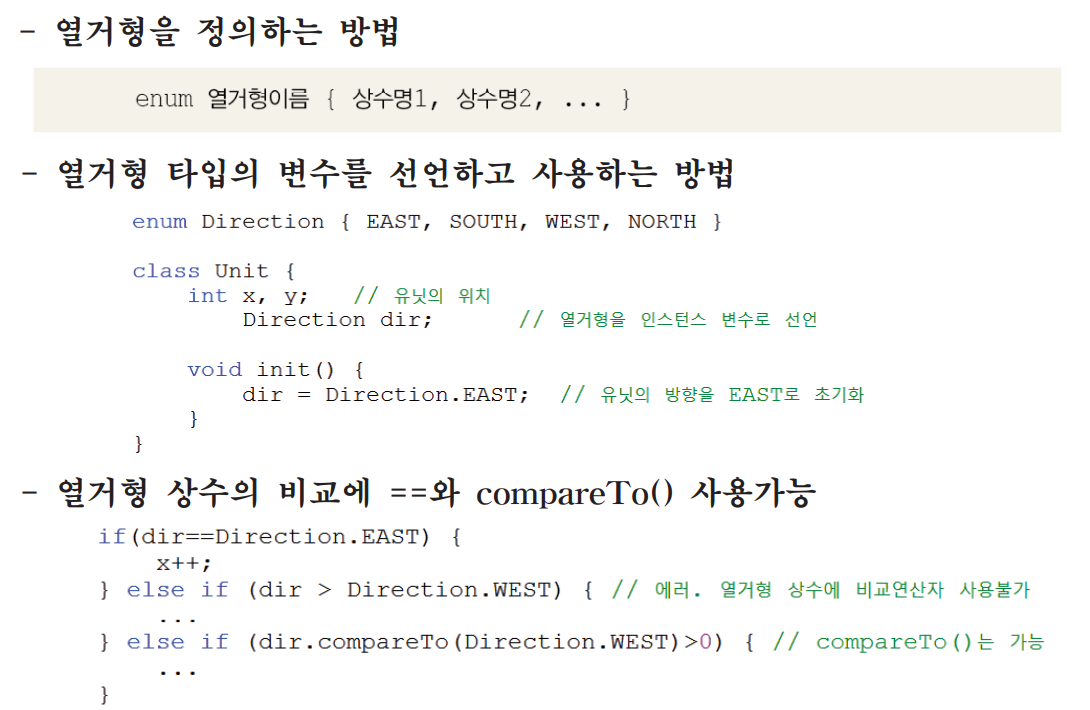 - 열거형을 정의하는 방법
enum 열거형이름 { 상수명1, 상수명2, ... }
- 열거형 타입의 변수를 선언하고 사용하는 방법
enum Direction { EAST, SOUTH, WEST, NORTH }
class Unit {
int x, y; // 유닛의 위치
Direction dir; // 열거형을 인스턴스 변수로 선언
void init() {
dir = Direction.EAST; // 유닛의 방향을 EAST로 초기화
}
}
- 열거형 상수의 비교에 ==와 compareTo() 사용가능
if(dir==Direction.EAST) {
x++;
} else if (dir > Direction.WEST) { // 에러. 열거형 상수에 비교연산자 사용불가
...
} else if (dir.compareTo(Direction.WEST)>0) { // compareTo()는 가능
...
}